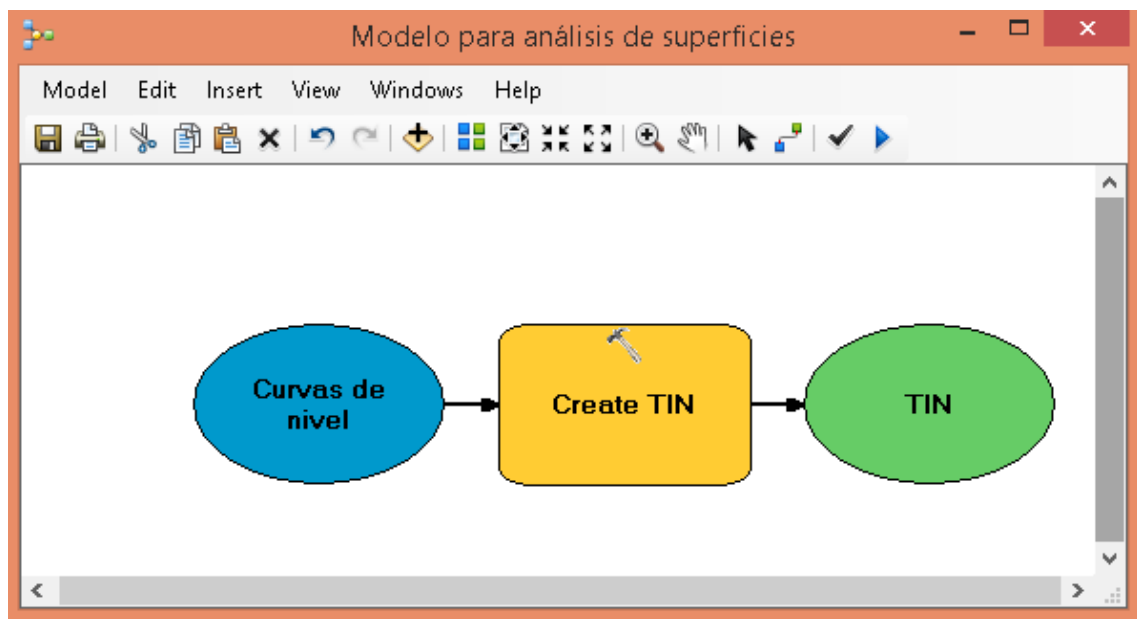 Modelo para análisis de superficies
Model Edit Insert View Windows Help
Curvas de
nivel
Create TIN
TIN